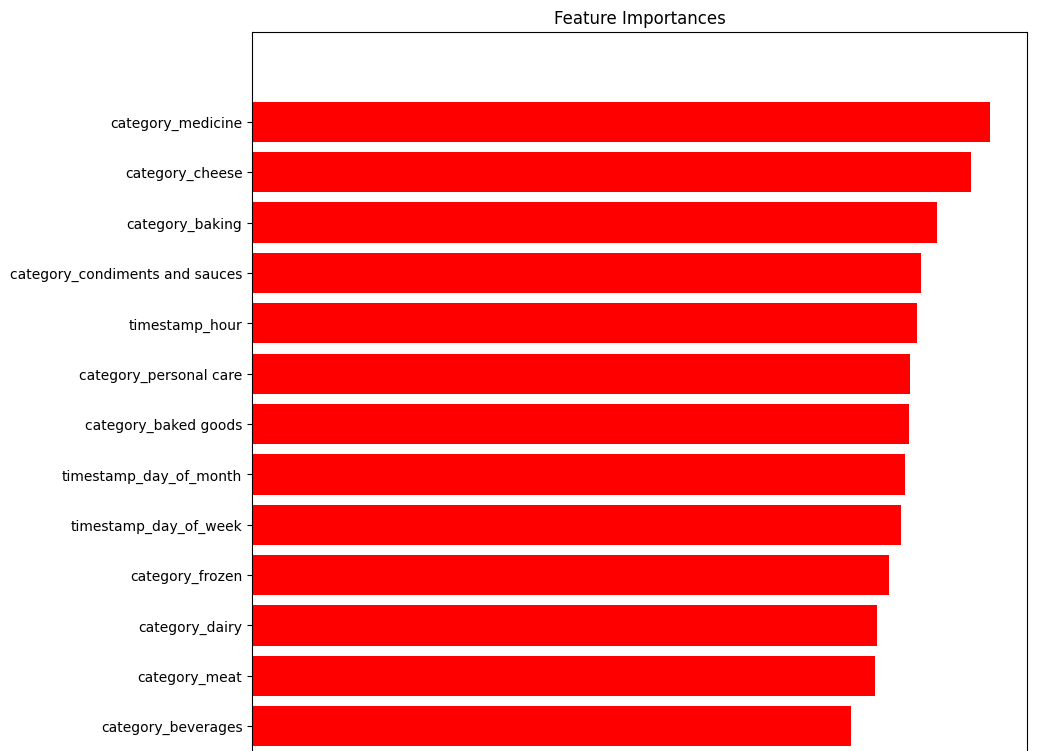 Feature Importances
category_medicine
category_cheese
category_baking
category_condiments and sauces
timestamp_hour
category_personal care
category_baked goods
timestamp_day_of_month
timestamp_day_of_week
category_frozen
category_dairy
category_meat
category_beverages